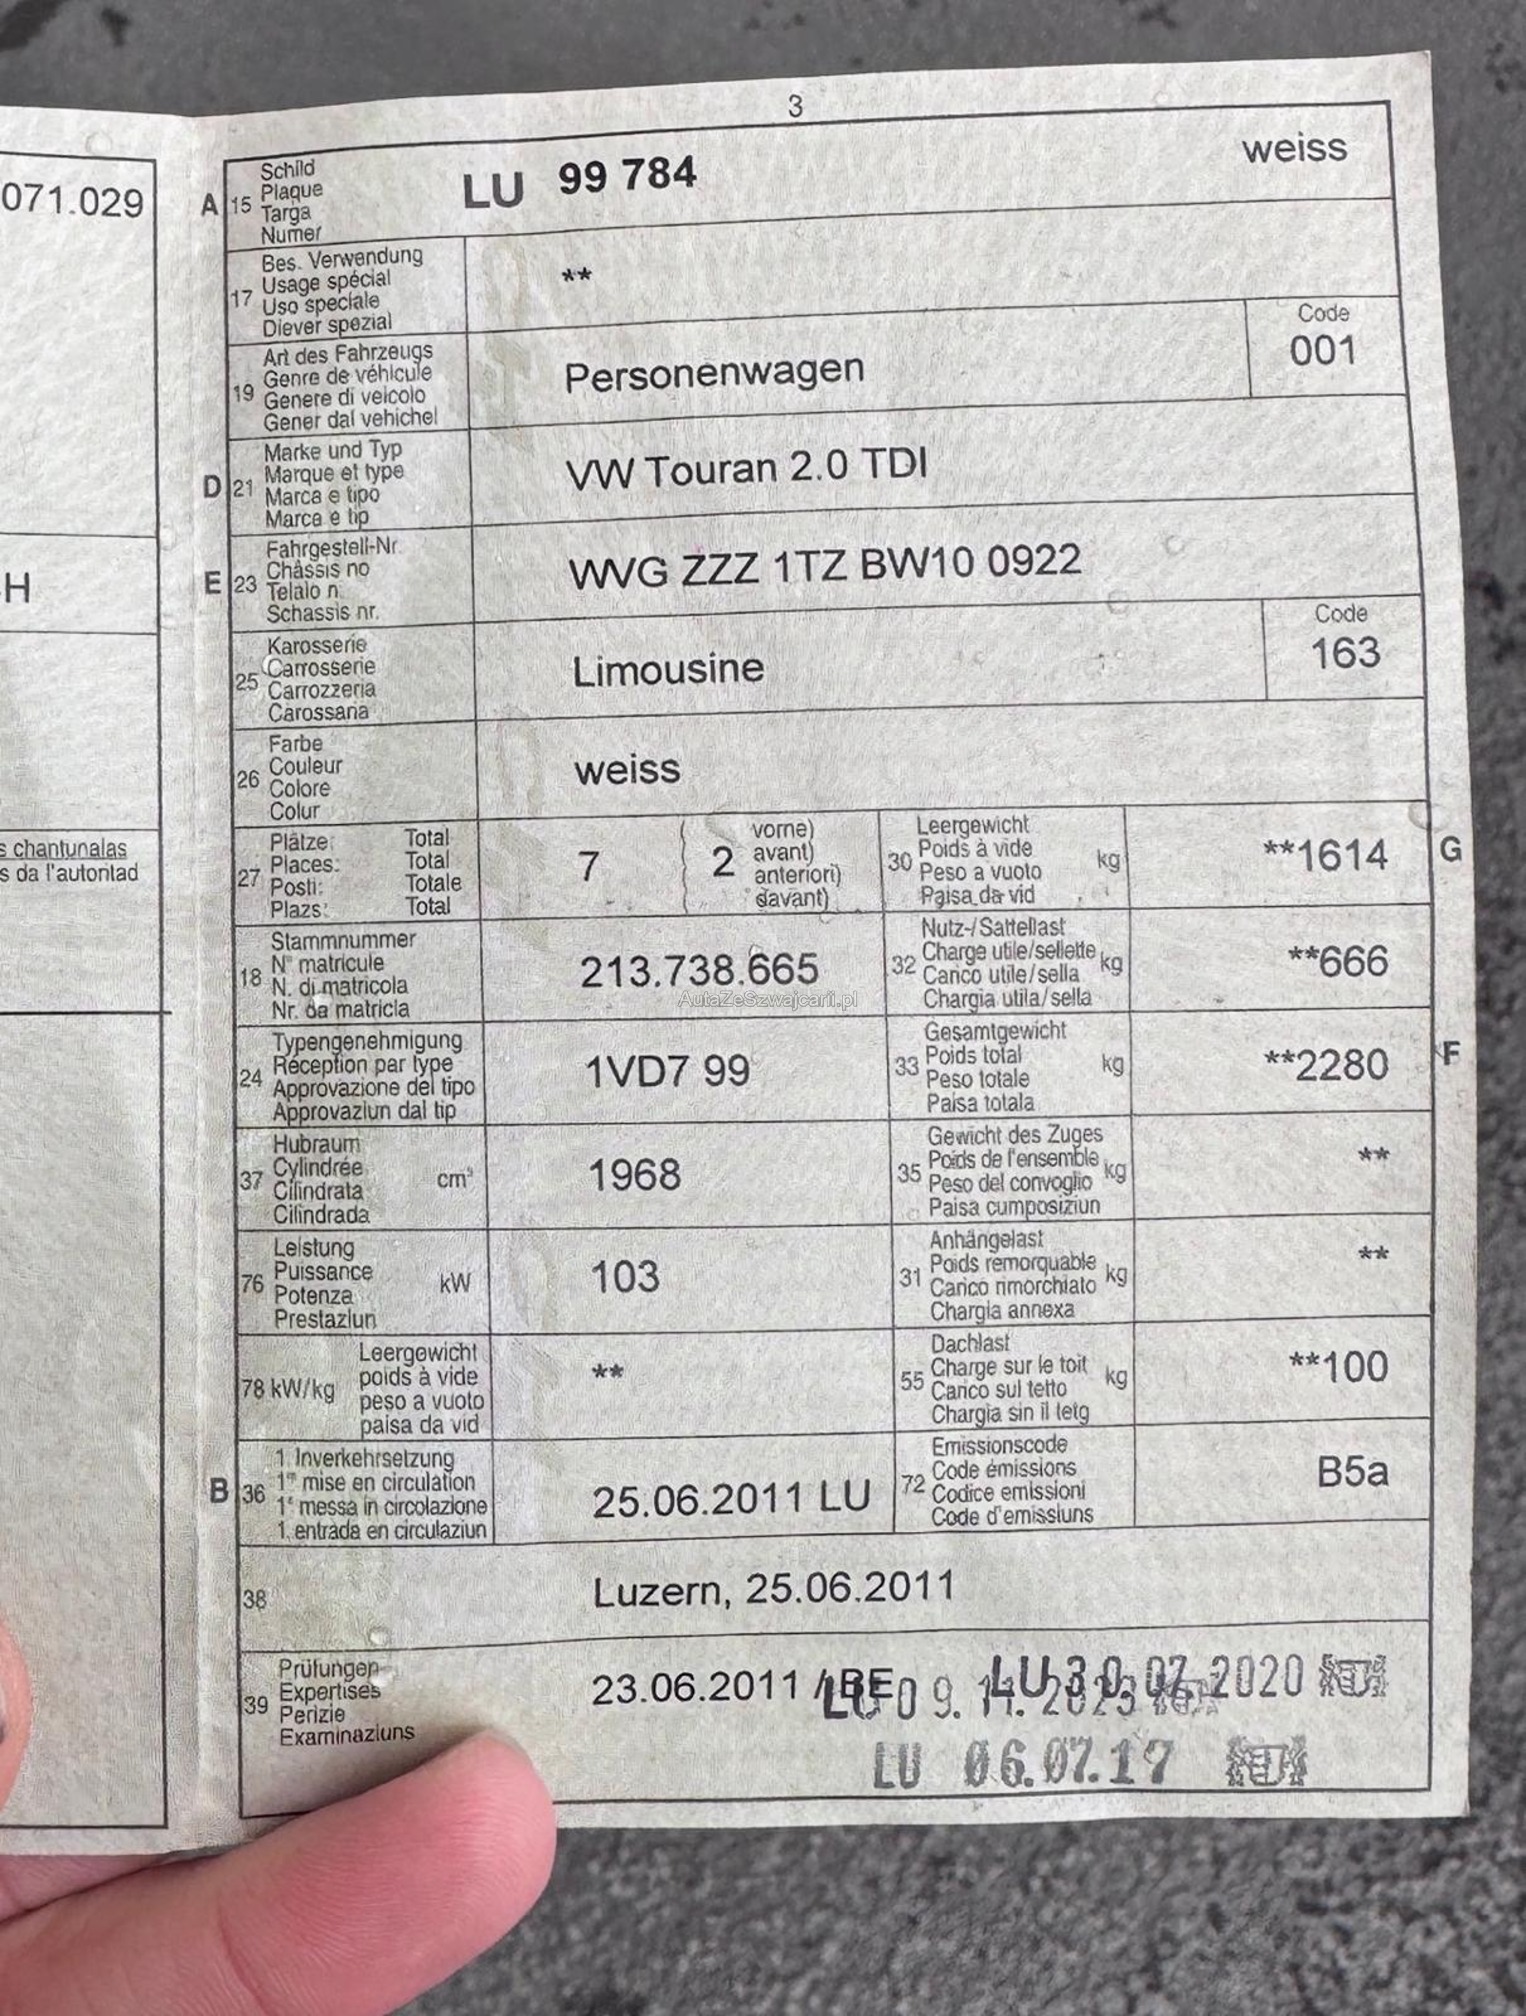 3
071.029
H
s chantunalas
s da l'autoritad
A 15 Schild
Plaque
Targa
Numer
LU 99 784 weiss
17 Bes. Verwendung
Usage spécial
Uso speciale
Diever spezial
**
19 Art des Fahrzeugs
Genre de véhicule
Genere di veicolo
Gener dal vehichel
Personenwagen
Code
001
D 21 Marke und Typ
Marque et type
Marca e tipo
Marca e tip
VW Touran 2.0 TDI
E 23 Fahrgestell-Nr.
Châssis no
Telaio n.
Schassis nr.
WVG ZZZ 1TZ BW10 0922
25 Karosserie
Carrosserie
Carrozzeria
Carossaria
Limousine
Code
163
26 Farbe
Couleur
Colore
Colur
weiss
27 Plätze: Total
Places: Total
Posti: Totale
Plazs: Total
7 ( 2 vorne)
avant)
anteriori)
davant)
30 Leergewicht
Poids à vide kg
Peso a vuoto
Paisa da vid
**1614 G
18 Stammnummer
N° matricule
N. di matricola
Nr. da matricla
213.738.665
AutaZeSzwajcarii.pl
32 Nutz-/Sattellast
Charge utile/sellette kg
Carico utile/sella
Chargia utila/sella
**666
24 Typengenehmigung
Réception par type
Approvazione del tipo
Approvaziun dal tip
1VD7 99
33 Gesamtgewicht
Poids total kg
Peso totale
Paisa totala
**2280 F
37 Hubraum
Cylindrée cm³
Cilindrata
Cilindrada
1968
35 Gewicht des Zuges
Poids de l'ensemble kg
Peso del convoglio
Paisa cumposiziun
**
76 Leistung
Puissance kW
Potenza
Prestaziun
103
31 Anhängelast
Poids remorquable kg
Carico rimorchiato
Chargia annexa
**
78 kW/kg Leergewicht
poids à vide
peso a vuoto
paisa da vid
**
55 Dachlast
Charge sur le toit kg
Carico sul tetto
Chargia sin il tetg
**100
B 36 1. Inverkehrsetzung
1re mise en circulation
1a messa in circolazione
1. entrada en circulaziun
25.06.2011 LU
72 Emissionscode
Code émissions
Codice emissioni
Code d'emissiuns
B5a
38 Luzern, 25.06.2011
39 Prüfungen
Expertises
Perizie
Examinaziuns
23.06.2011 / BE LU 30.07.2020
LU 09.11.2023
LU 06.07.17